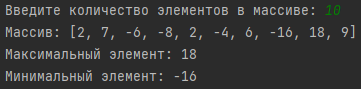 Введите количество элементов в массиве: 10
Массив: [2, 7, -6, -8, 2, -4, 6, -16, 18, 9]
Максимальный элемент: 18
Минимальный элемент: -16